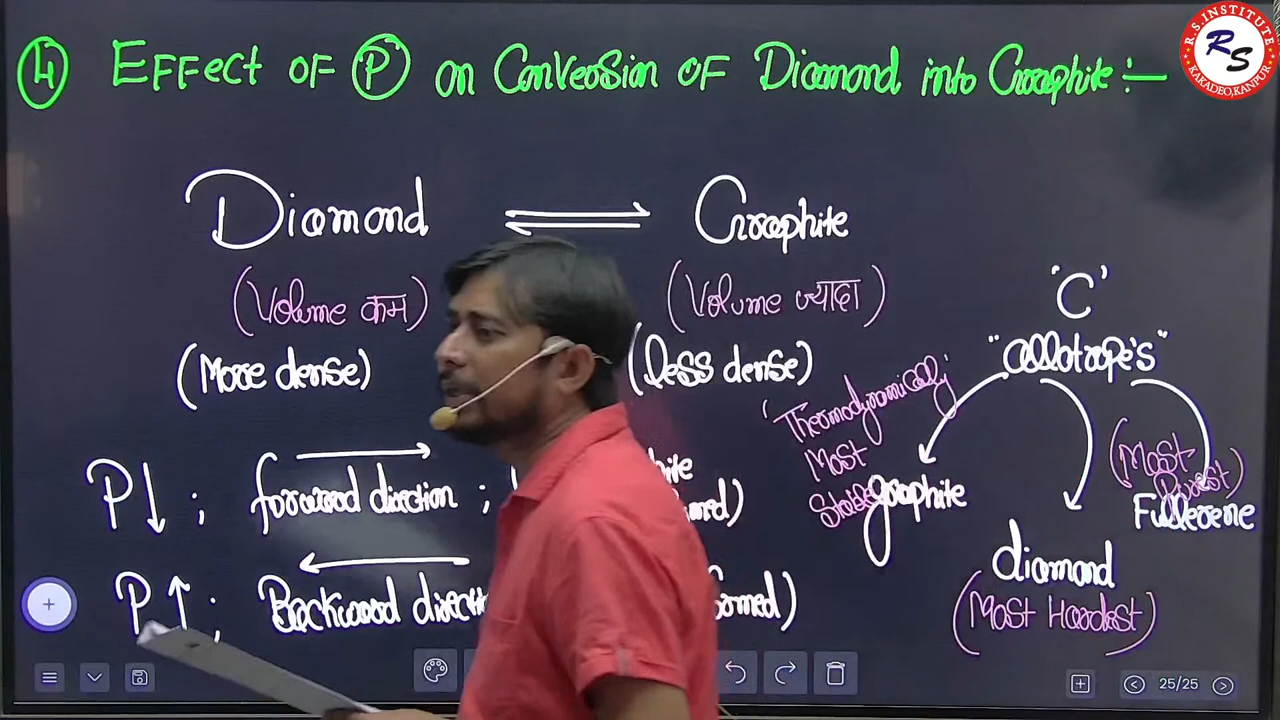 ④ Effect of Ⓟ on Conversion of Diamond into Graphite :—
R.S.INSTITUTE
RS
KAKADEO,KANPUR
Diamond ⇌ Graphite
(Volume कम) (Volume ज्यादा)
(More dense) (less dense)
'C'
"allotrope's"
'Thermodynamically
Most
Stable
graphite
diamond
(Most Hardest)
(Most
Purest)
Fullerene
P↓ ; forward direction ;
P↑ ; Backward
25/25